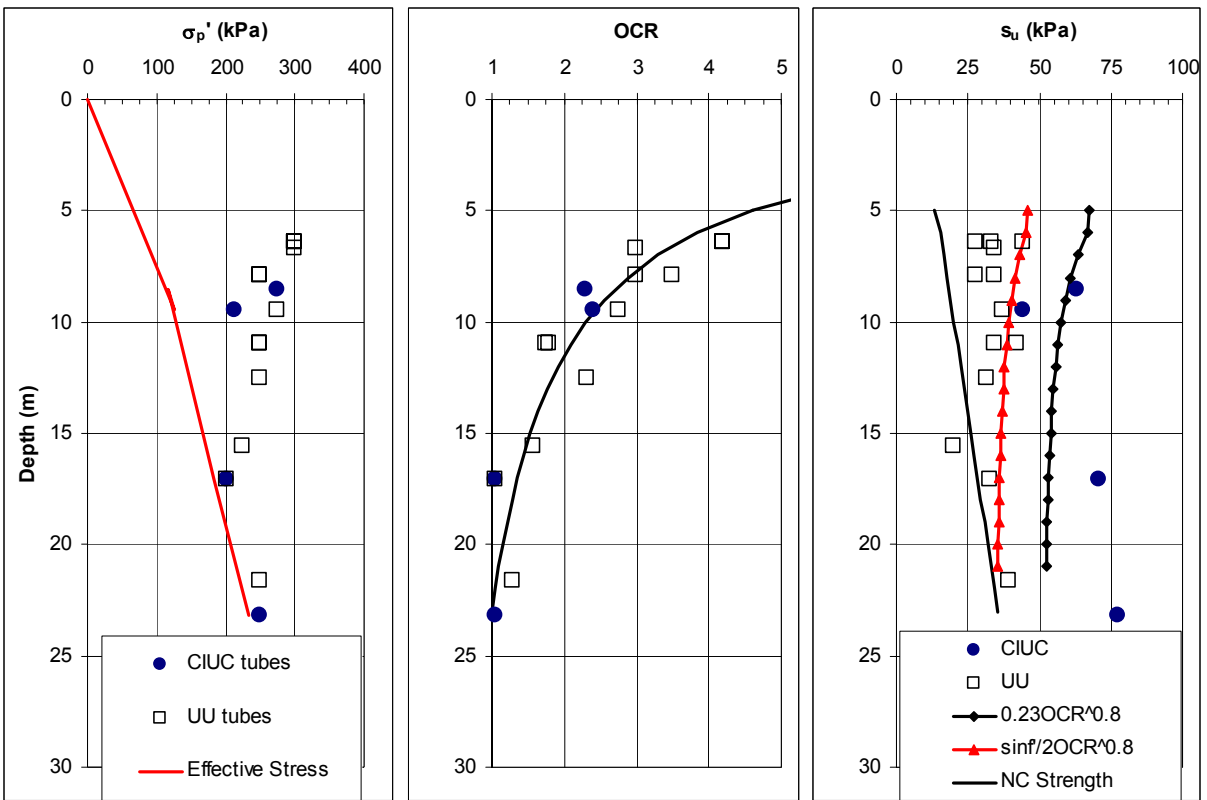 σp' (kPa)
0 100 200 300 400
0
5
10
15
20
25
30
Depth (m)
CIUC tubes
UU tubes
Effective Stress
OCR
1 2 3 4 5
0
5
10
15
20
25
30
su (kPa)
0 25 50 75 100
0
5
10
15
20
25
30
CIUC
UU
0.23OCR^0.8
sinf'/2OCR^0.8
NC Strength